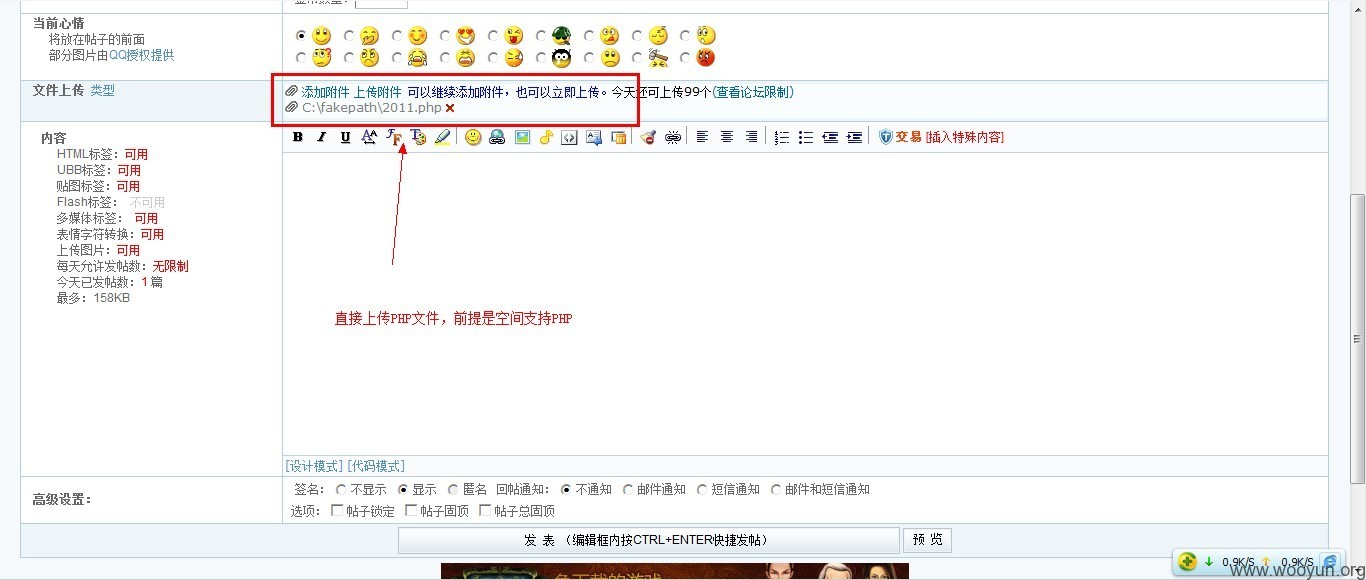 当前心情
将放在帖子的前面
部分图片由QQ授权提供
文件上传 类型
添加附件 上传附件 可以继续添加附件，也可以立即上传。今天还可上传99个(查看论坛限制)
C:\fakepath\2011.php
B I U
交易 [插入特殊内容]
内容
HTML标签：可用
UBB标签：可用
贴图标签：可用
Flash标签： 不可用
多媒体标签： 可用
表情字符转换：可用
上传图片：可用
每天允许发帖数：无限制
今天已发帖数：1 篇
最多：158KB
直接上传PHP文件，前提是空间支持PHP
[设计模式] [代码模式]
高级设置：
签名： 不显示 显示 匿名 回帖通知： 不通知 邮件通知 短信通知 邮件和短信通知
选项： 帖子锁定 帖子固顶 帖子总固顶
发 表 （编辑框内按CTRL+ENTER快捷发帖） 预 览
0.9K/S 0.9K/S
www.wooyun.org